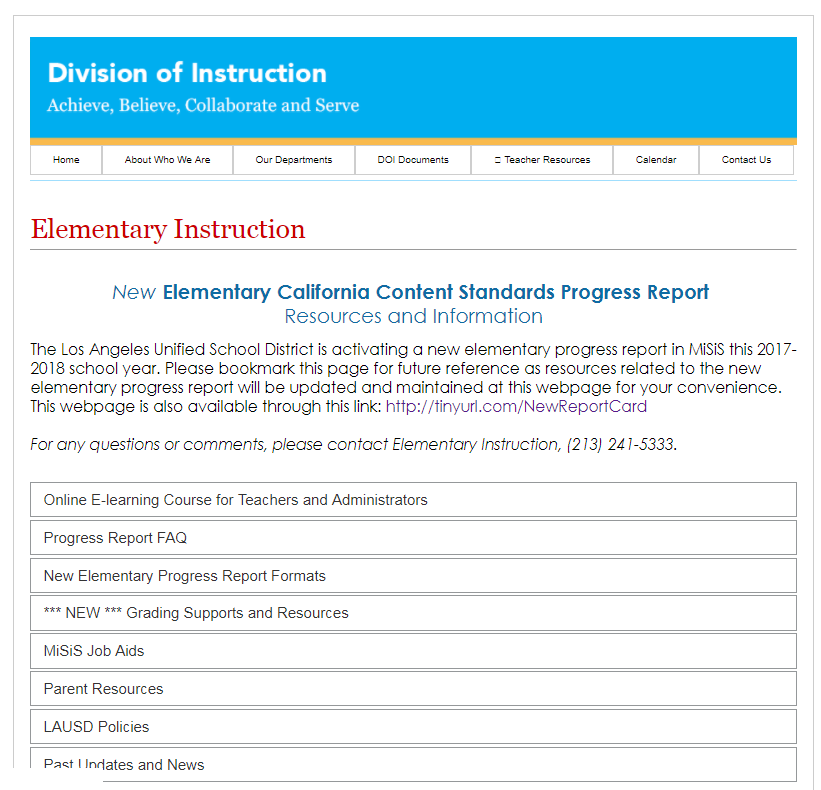 Division of Instruction
Achieve, Believe, Collaborate and Serve
Home About Who We Are Our Departments DOI Documents Teacher Resources Calendar Contact Us
Elementary Instruction
New Elementary California Content Standards Progress Report
Resources and Information
The Los Angeles Unified School District is activating a new elementary progress report in MiSiS this 2017-
2018 school year. Please bookmark this page for future reference as resources related to the new
elementary progress report will be updated and maintained at this webpage for your convenience.
This webpage is also available through this link: http://tinyurl.com/NewReportCard
For any questions or comments, please contact Elementary Instruction, (213) 241-5333.
Online E-learning Course for Teachers and Administrators
Progress Report FAQ
New Elementary Progress Report Formats
*** NEW *** Grading Supports and Resources
MiSiS Job Aids
Parent Resources
LAUSD Policies
Past Updates and News